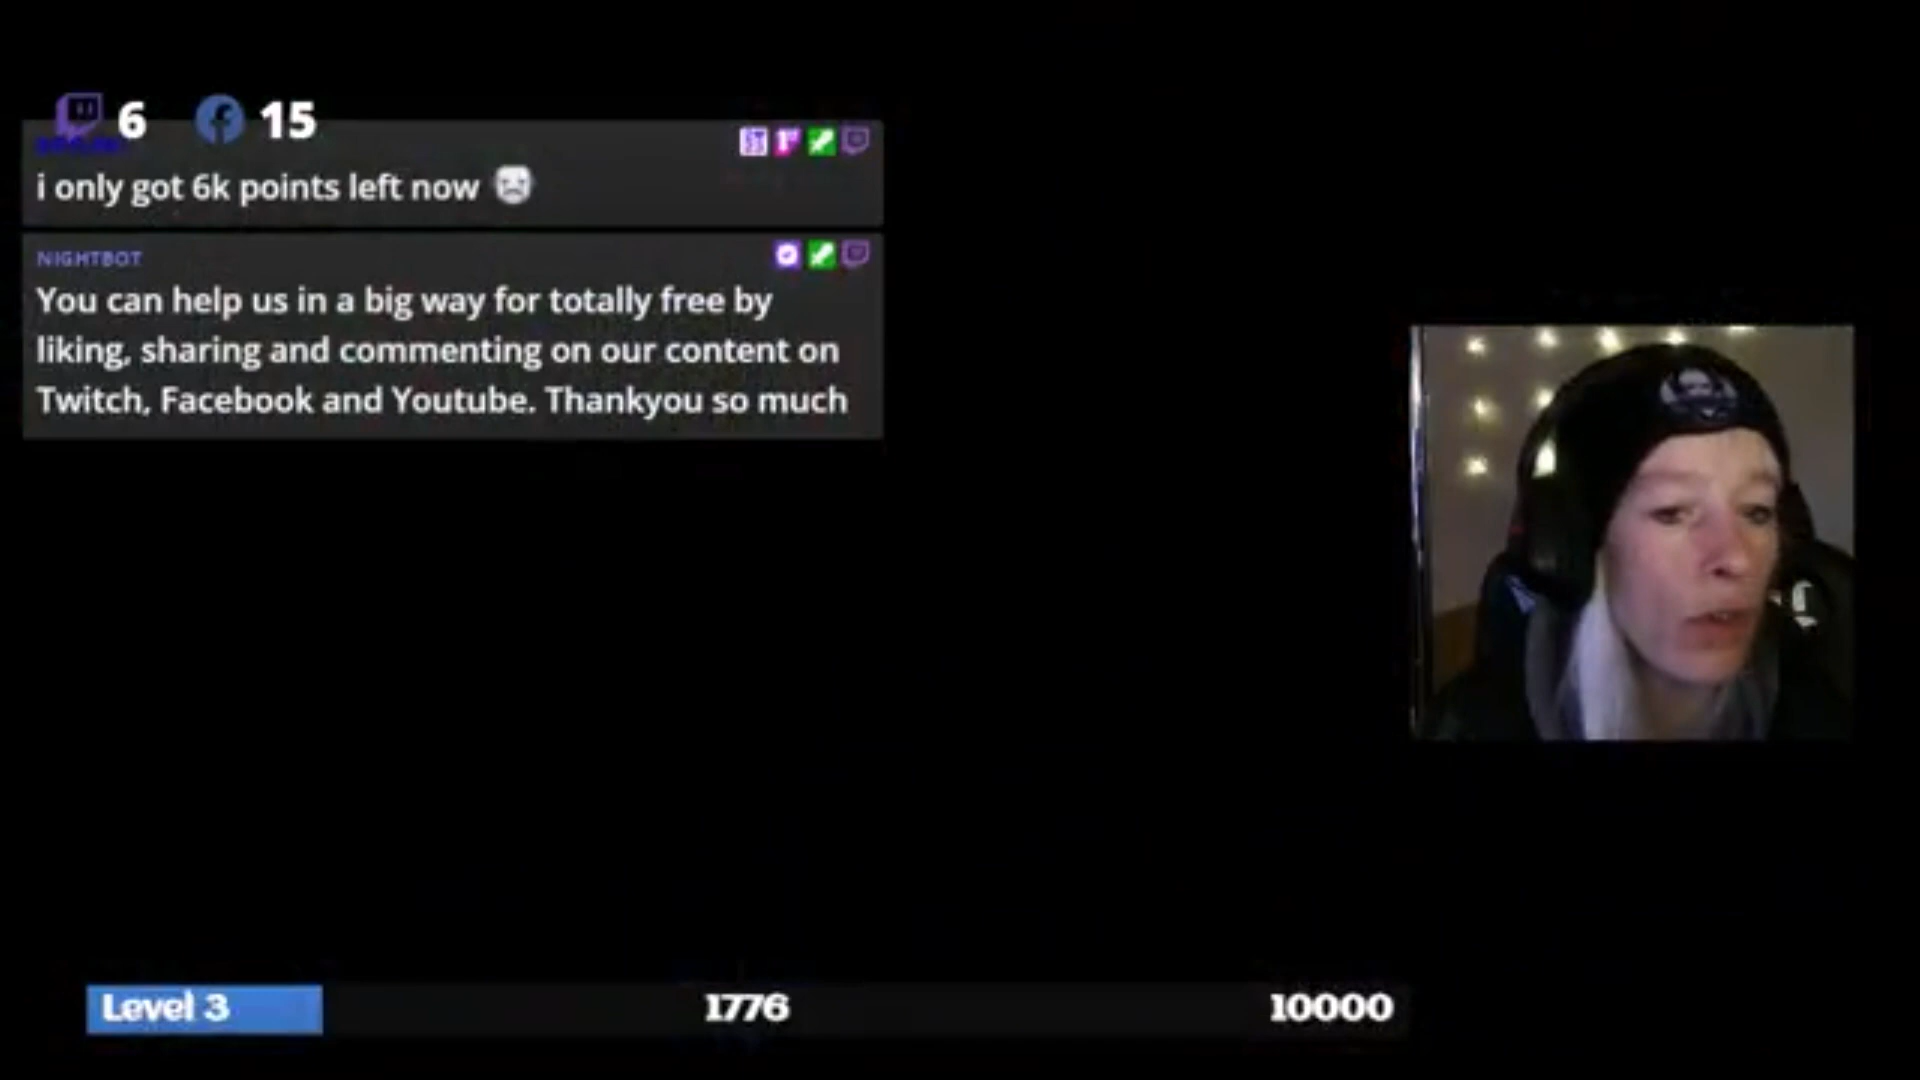 6 15
i only got 6k points left now
NIGHTBOT
You can help us in a big way for totally free by
liking, sharing and commenting on our content on
Twitch, Facebook and Youtube. Thankyou so much
Level 3 1776 10000